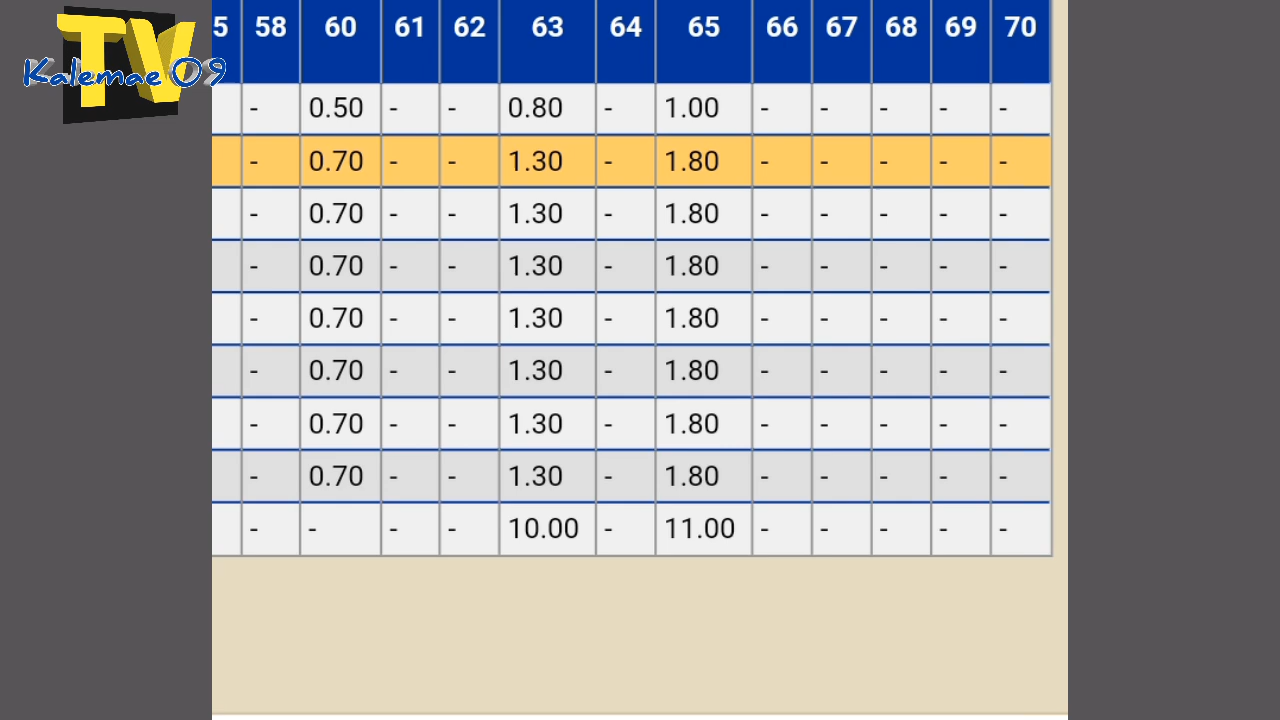 TV
Kalemae 09
5 58 60 61 62 63 64 65 66 67 68 69 70
- 0.50 - - 0.80 - 1.00 - - - - -
- 0.70 - - 1.30 - 1.80 - - - - -
- 0.70 - - 1.30 - 1.80 - - - - -
- 0.70 - - 1.30 - 1.80 - - - - -
- 0.70 - - 1.30 - 1.80 - - - - -
- 0.70 - - 1.30 - 1.80 - - - - -
- 0.70 - - 1.30 - 1.80 - - - - -
- 0.70 - - 1.30 - 1.80 - - - - -
- - - - 10.00 - 11.00 - - - - -